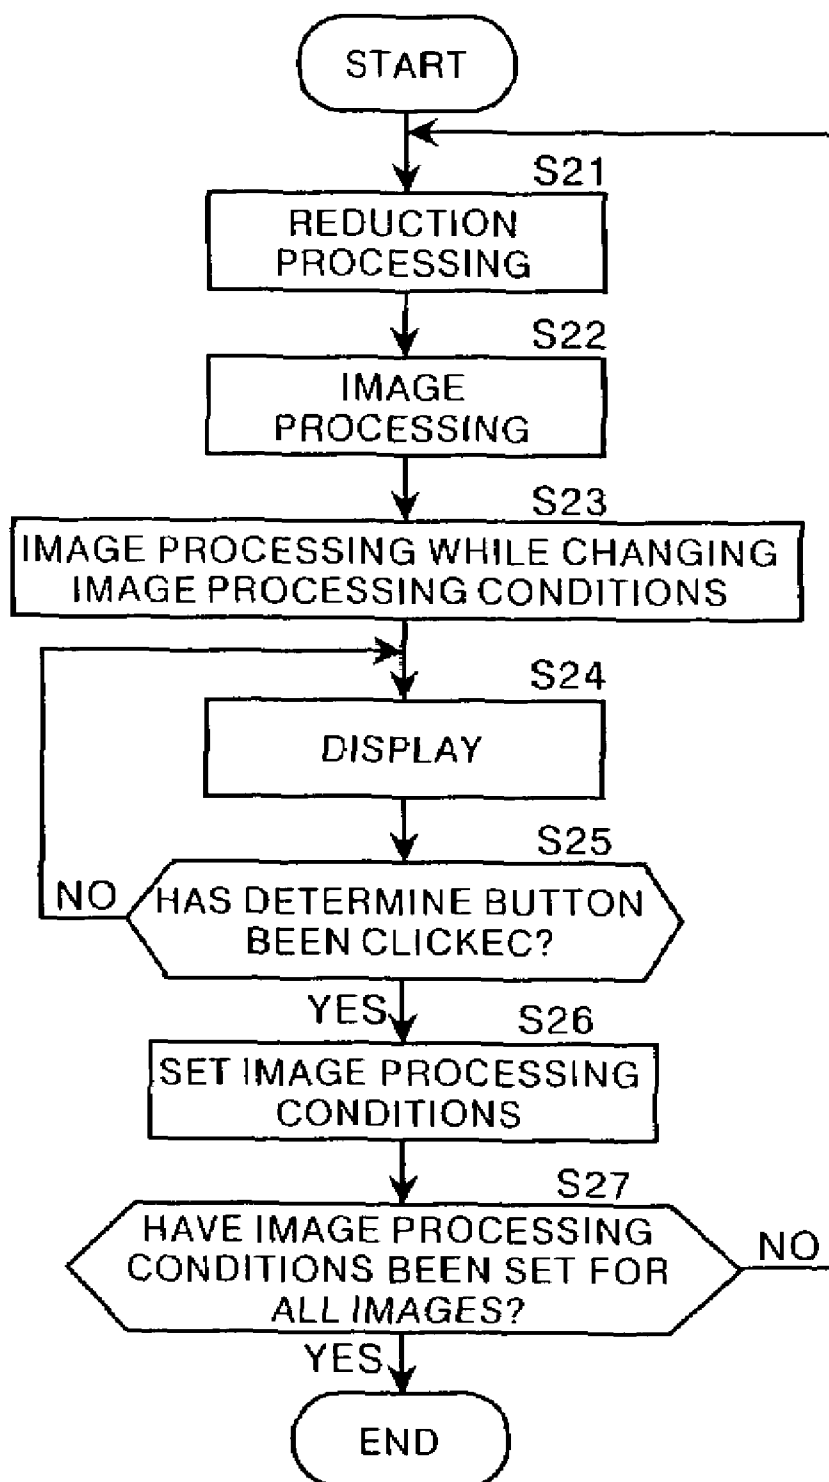 START
S21
REDUCTION
PROCESSING
S22
IMAGE
PROCESSING
S23
IMAGE PROCESSING WHILE CHANGING
IMAGE PROCESSING CONDITIONS
S24
DISPLAY
S25
NO
HAS DETERMINE BUTTON
BEEN CLICKEC?
YES
S26
SET IMAGE PROCESSING
CONDITIONS
S27
HAVE IMAGE PROCESSING
CONDITIONS BEEN SET FOR
ALL IMAGES?
NO
YES
END